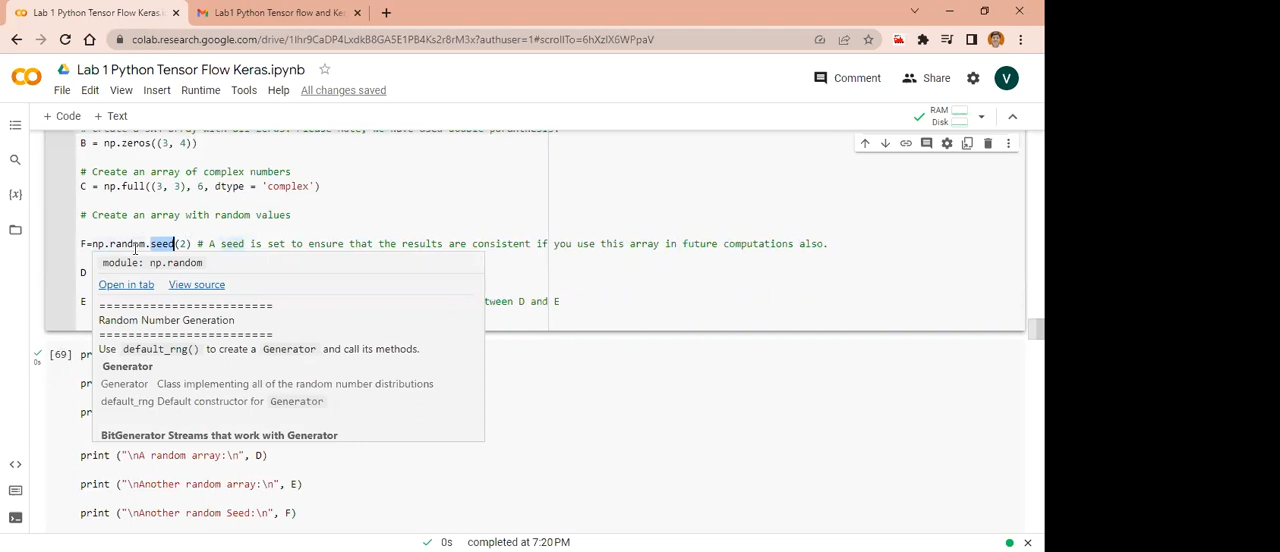 Lab 1 Python Tensor Flow Keras.i
Lab1 Python Tensor flow and Ke
colab.research.google.com/drive/1Ihr9CaDP4LxdkB8GA5E1PB4Ks2r8rM3x?authuser=1#scrollTo=6hXzlX6WPpaV
Lab 1 Python Tensor Flow Keras.ipynb
Comment
Share
V
File Edit View Insert Runtime Tools Help All changes saved
+ Code + Text
RAM
Disk
B = np.zeros((3, 4))
# Create an array of complex numbers
C = np.full((3, 3), 6, dtype = 'complex')
# Create an array with random values
F=np.random.seed(2) # A seed is set to ensure that the results are consistent if you use this array in future computations also.
module: np.random
D
Open in tab View source
E
tween D and E
========================
Random Number Generation
========================
Use default_rng() to create a Generator and call its methods.
[69] pr
Generator
Generator Class implementing all of the random number distributions
default_rng Default constructor for Generator
BitGenerator Streams that work with Generator
print ("\nA random array:\n", D)
print ("\nAnother random array:\n", E)
print ("\nAnother random Seed:\n", F)
0s completed at 7:20 PM